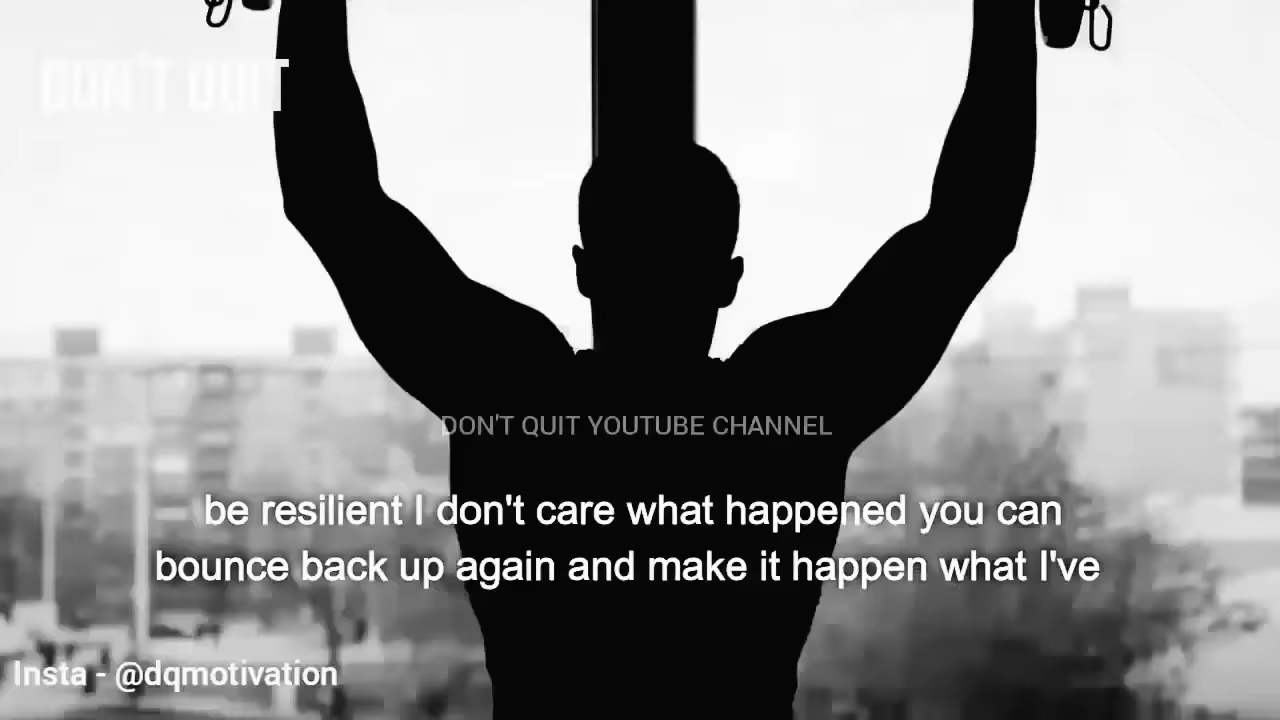 DON'T QUIT
DON'T QUIT YOUTUBE CHANNEL
be resilient I don't care what happened you can
bounce back up again and make it happen what I've
Insta - @dqmotivation